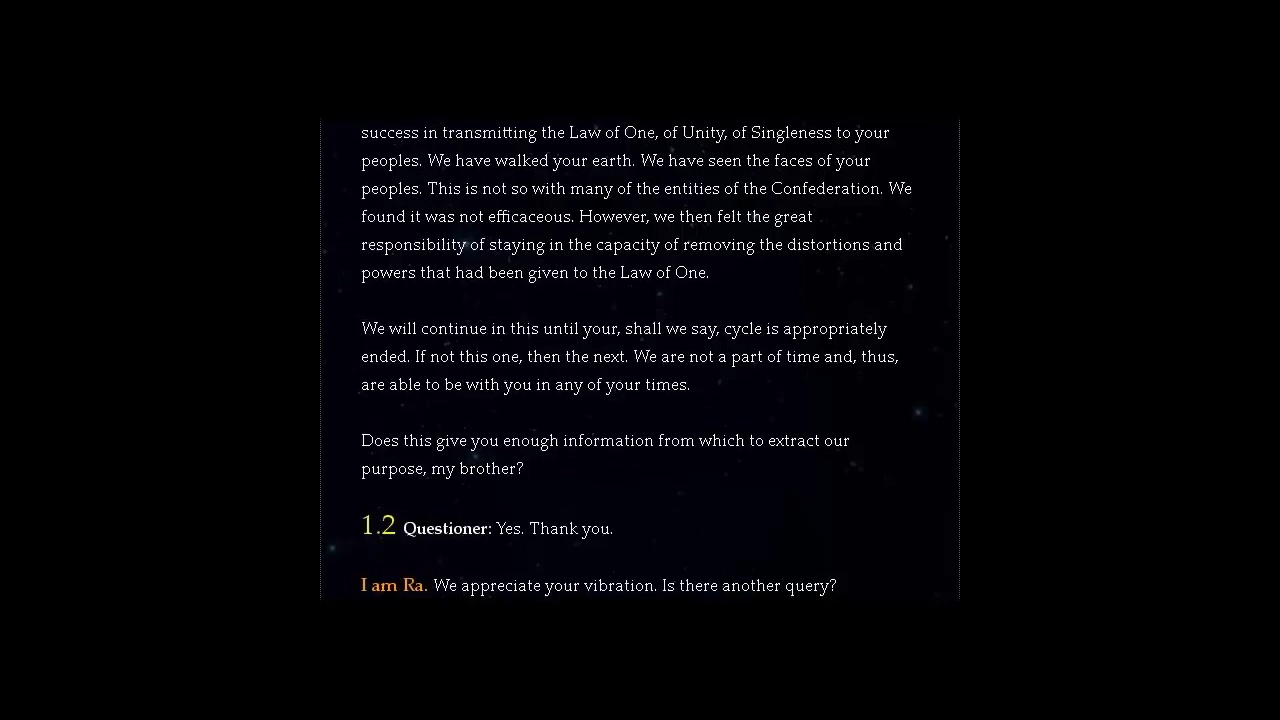 success in transmitting the Law of One, of Unity, of Singleness to your
peoples. We have walked your earth. We have seen the faces of your
peoples. This is not so with many of the entities of the Confederation. We
found it was not efficaceous. However, we then felt the great
responsibility of staying in the capacity of removing the distortions and
powers that had been given to the Law of One.
We will continue in this until your, shall we say, cycle is appropriately
ended. If not this one, then the next. We are not a part of time and, thus,
are able to be with you in any of your times.
Does this give you enough information from which to extract our
purpose, my brother?
1.2 Questioner: Yes. Thank you.
I am Ra. We appreciate your vibration. Is there another query?